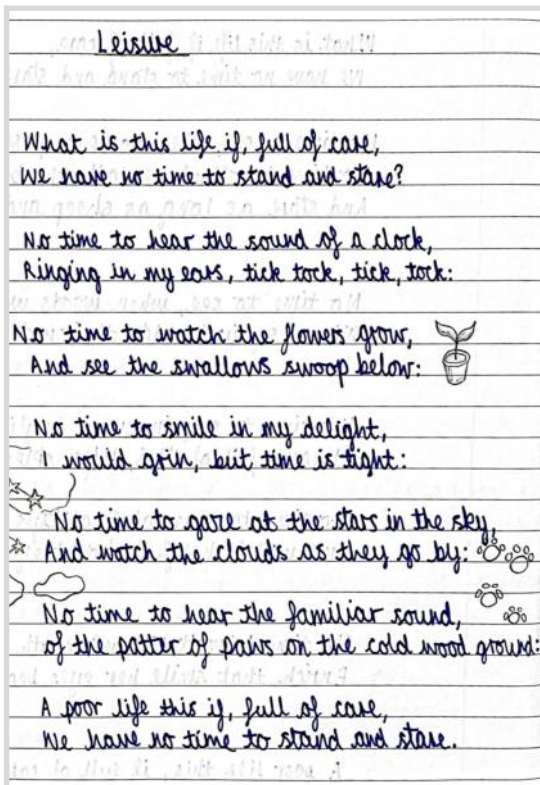 Leisure
What is this life if, full of care,
We have no time to stand and stare?
No time to hear the sound of a clock,
Ringing in my ears, tick tock, tick, tock:
No time to watch the flowers grow,
And see the swallows swoop below:
No time to smile in my delight,
I would grin, but time is tight:
No time to gaze at the stars in the sky,
And watch the clouds as they go by:
No time to hear the familiar sound,
of the patter of paws on the cold wood ground:
A poor life this if, full of care,
We have no time to stand and stare.